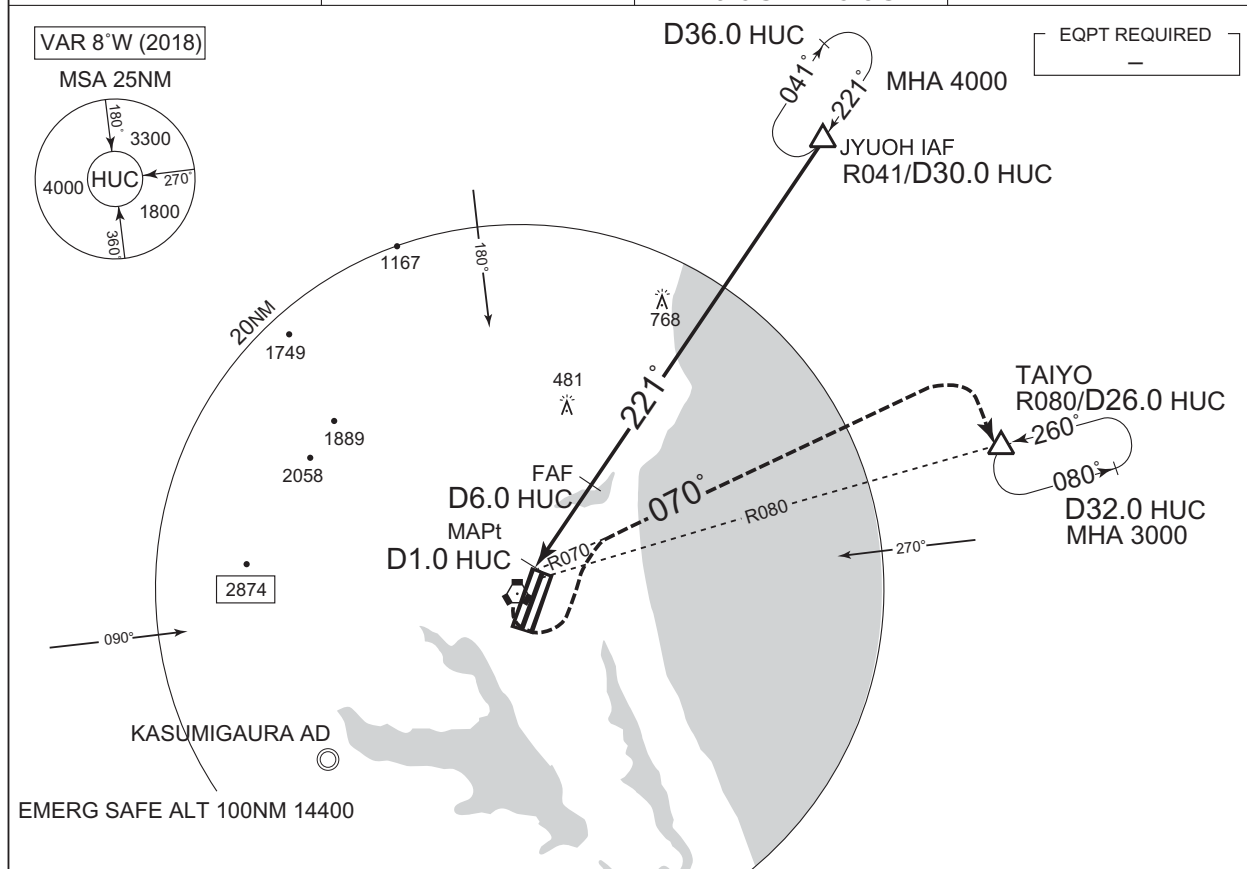 VAR 8°W (2018)
MSA 25NM
180°
3300
HUC
4000
270°
1800
360°
D36.0 HUC
041°
221°
MHA 4000
EQPT REQUIRED
–
JYUOH IAF
R041/D30.0 HUC
1167
180°
768
20NM
1749
481
221°
TAIYO
R080/D26.0 HUC
260°
080°
D32.0 HUC
MHA 3000
1889
2058
FAF
D6.0 HUC
070°
R080
MAPt
D1.0 HUC
R070
270°
2874
090°
KASUMIGAURA AD
EMERG SAFE ALT 100NM 14400